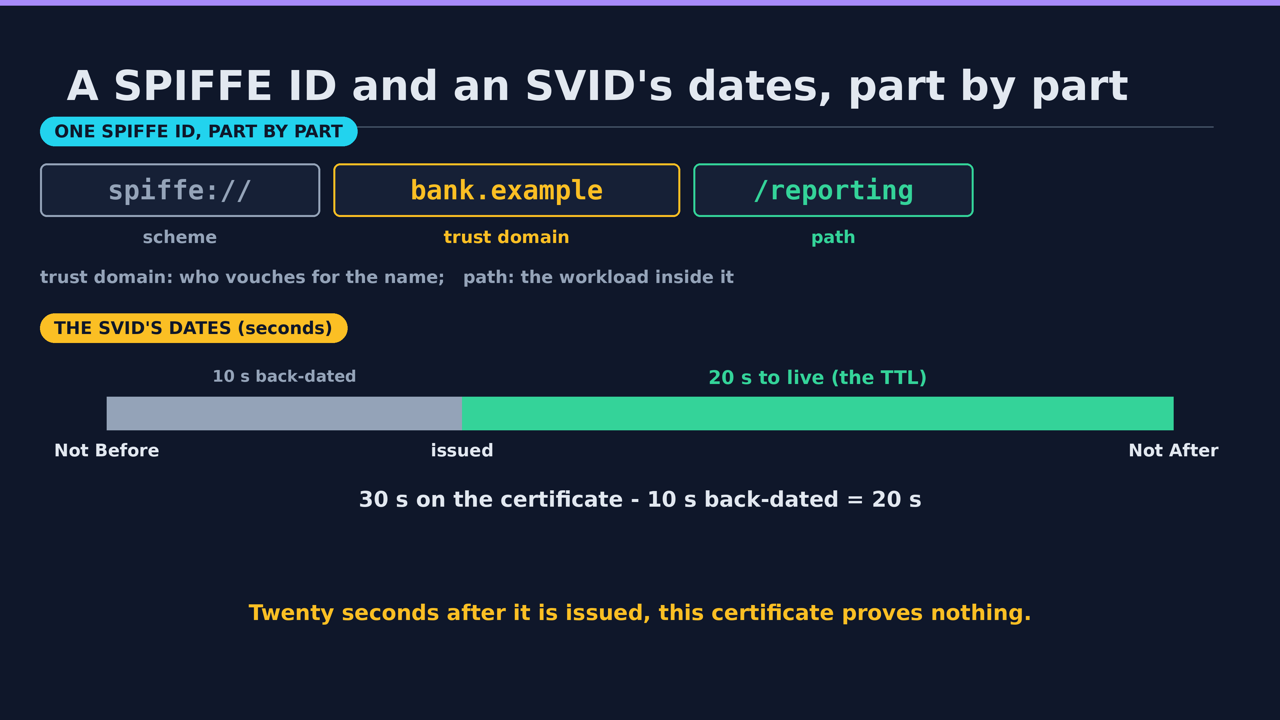 A SPIFFE ID and an SVID's dates, part by part
ONE SPIFFE ID, PART BY PART
spiffe:// bank.example /reporting
scheme trust domain path
trust domain: who vouches for the name; path: the workload inside it
THE SVID'S DATES (seconds)
10 s back-dated 20 s to live (the TTL)
Not Before issued Not After
30 s on the certificate - 10 s back-dated = 20 s
Twenty seconds after it is issued, this certificate proves nothing.